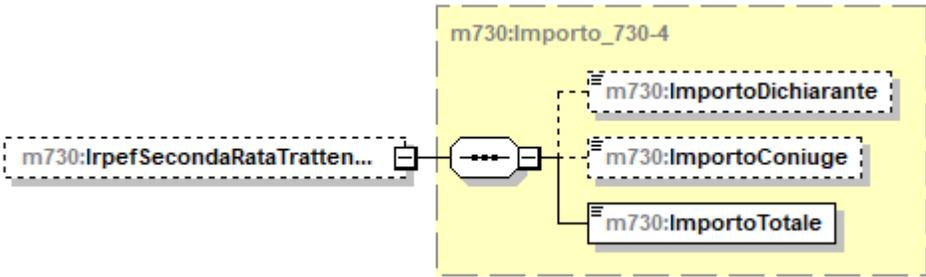 m730:Importo_730-4
m730:ImportoDichiarante
m730:IrpefSecondaRataTratten...
m730:ImportoConiuge
m730:ImportoTotale